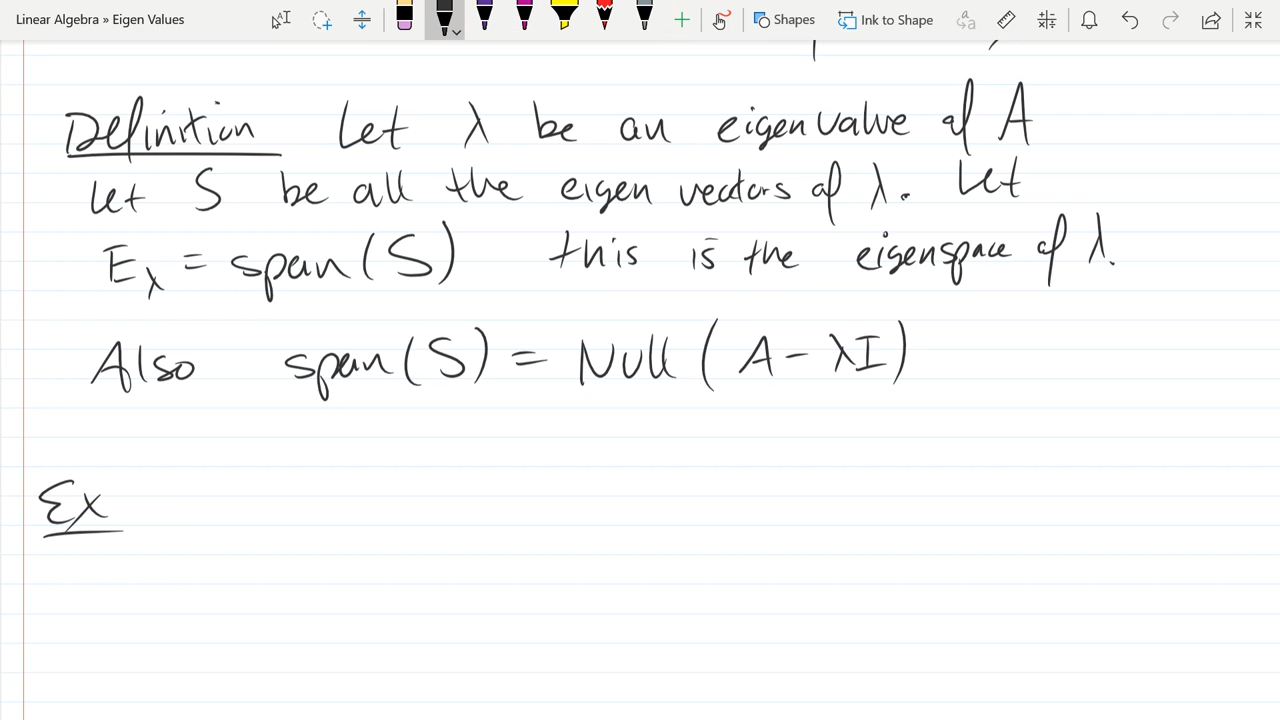 Linear Algebra » Eigen Values
Shapes
Ink to Shape
Definition Let λ be an eigenvalue of A
Let S be all the eigen vectors of λ. Let
E_λ = span(S) this is the eigenspace of λ.
Also span(S) = Null(A-λI)
Ex